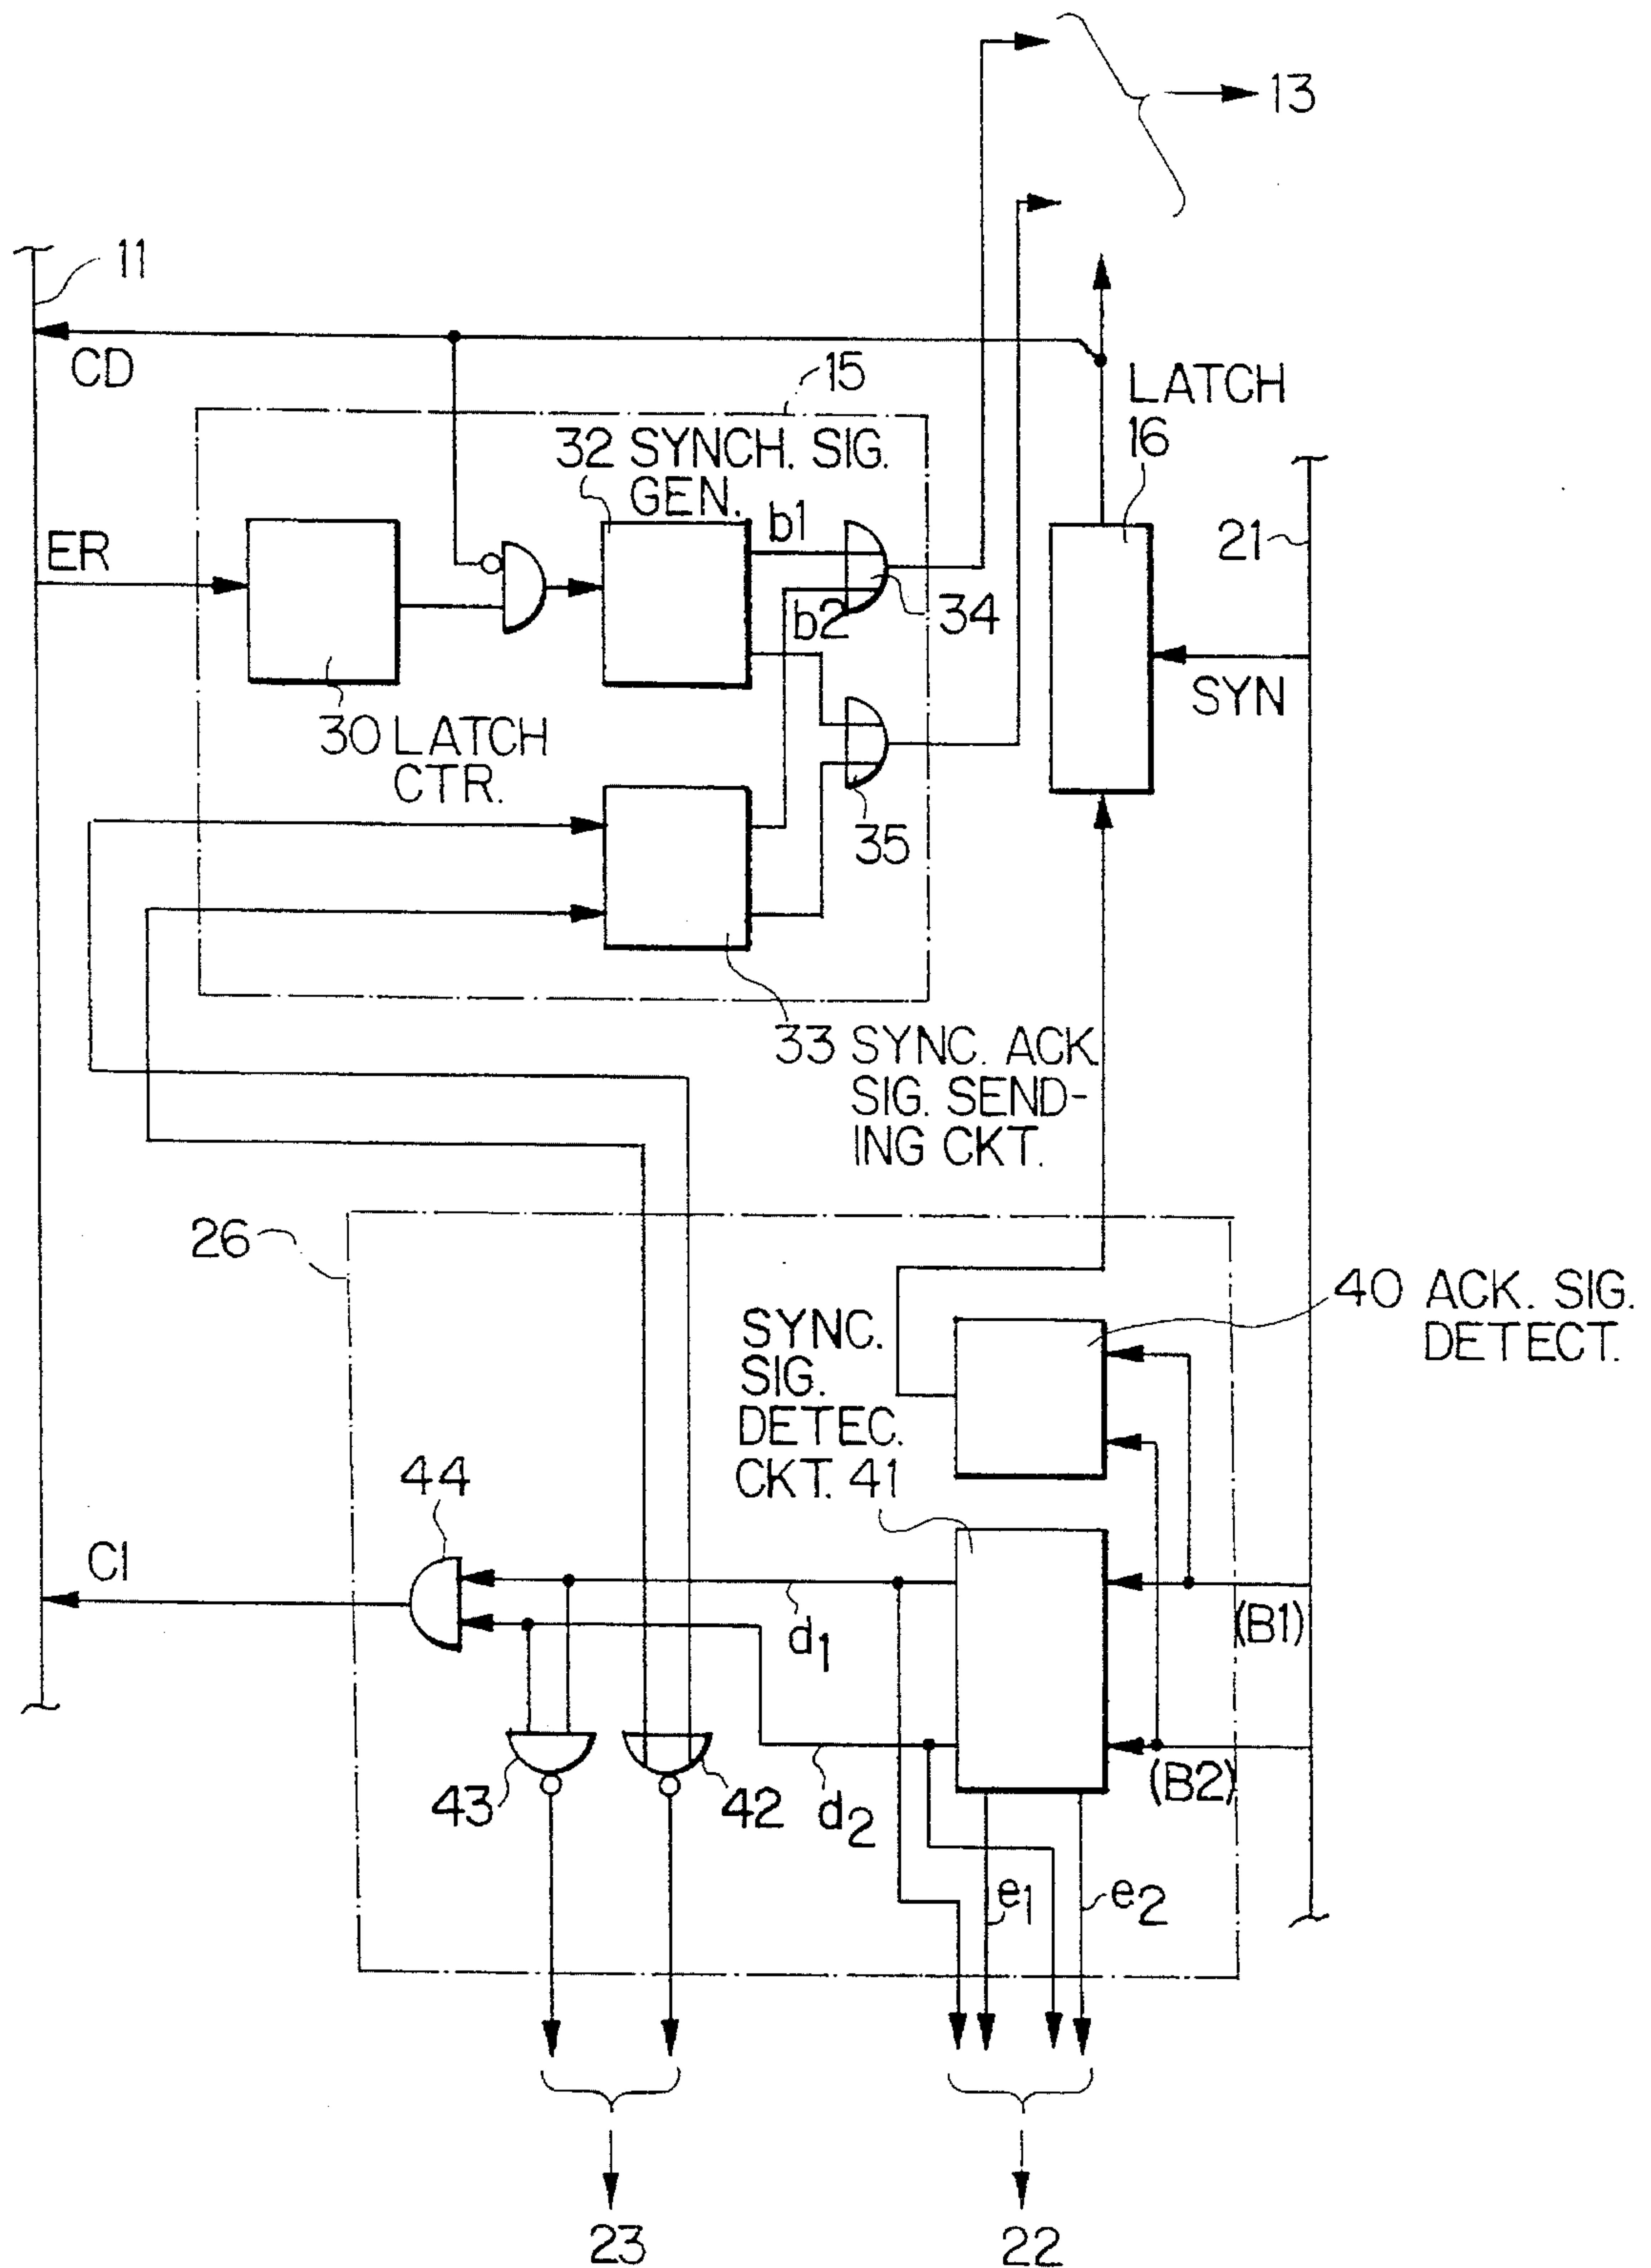 13
11
CD
15
LATCH
16
32 SYNCH. SIG.
GEN.
b1
21
ER
b2
34
SYN
30 LATCH
CTR.
35
33 SYNC. ACK
SIG. SEND-
ING CKT.
26
40 ACK. SIG.
DETECT.
SYNC.
SIG.
DETEC.
CKT. 41
44
CI
d1
(B1)
43
42
d2
(B2)
e1
e2
23
22